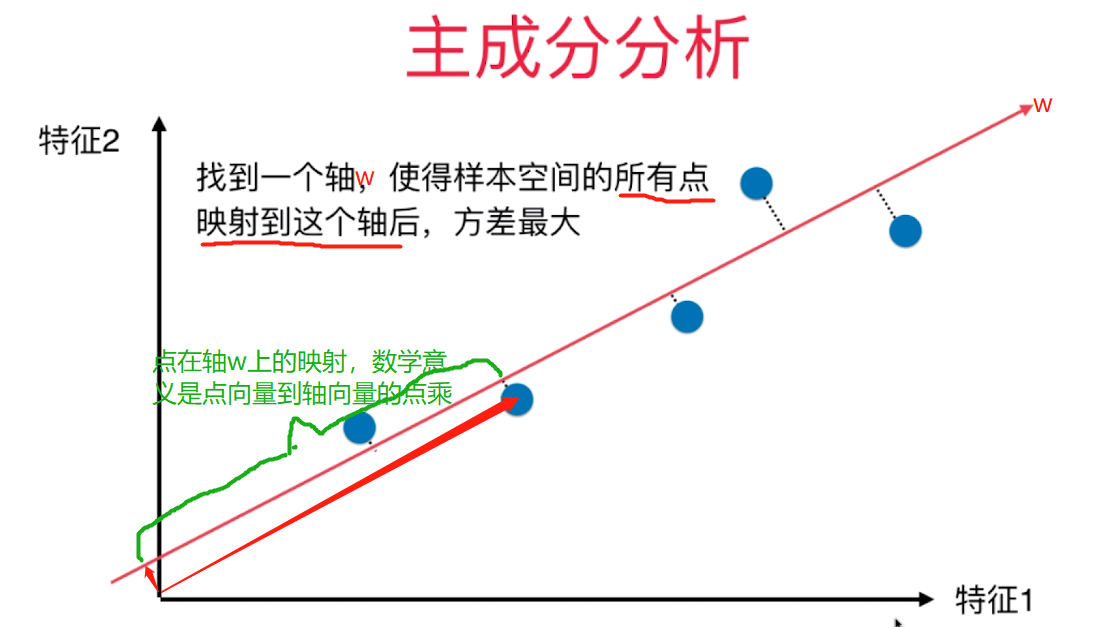 主成分分析
w
特征2
找到一个轴w，使得样本空间的所有点
映射到这个轴后，方差最大
点在轴w上的映射，数学意
义是点向量到轴向量的点乘
特征1